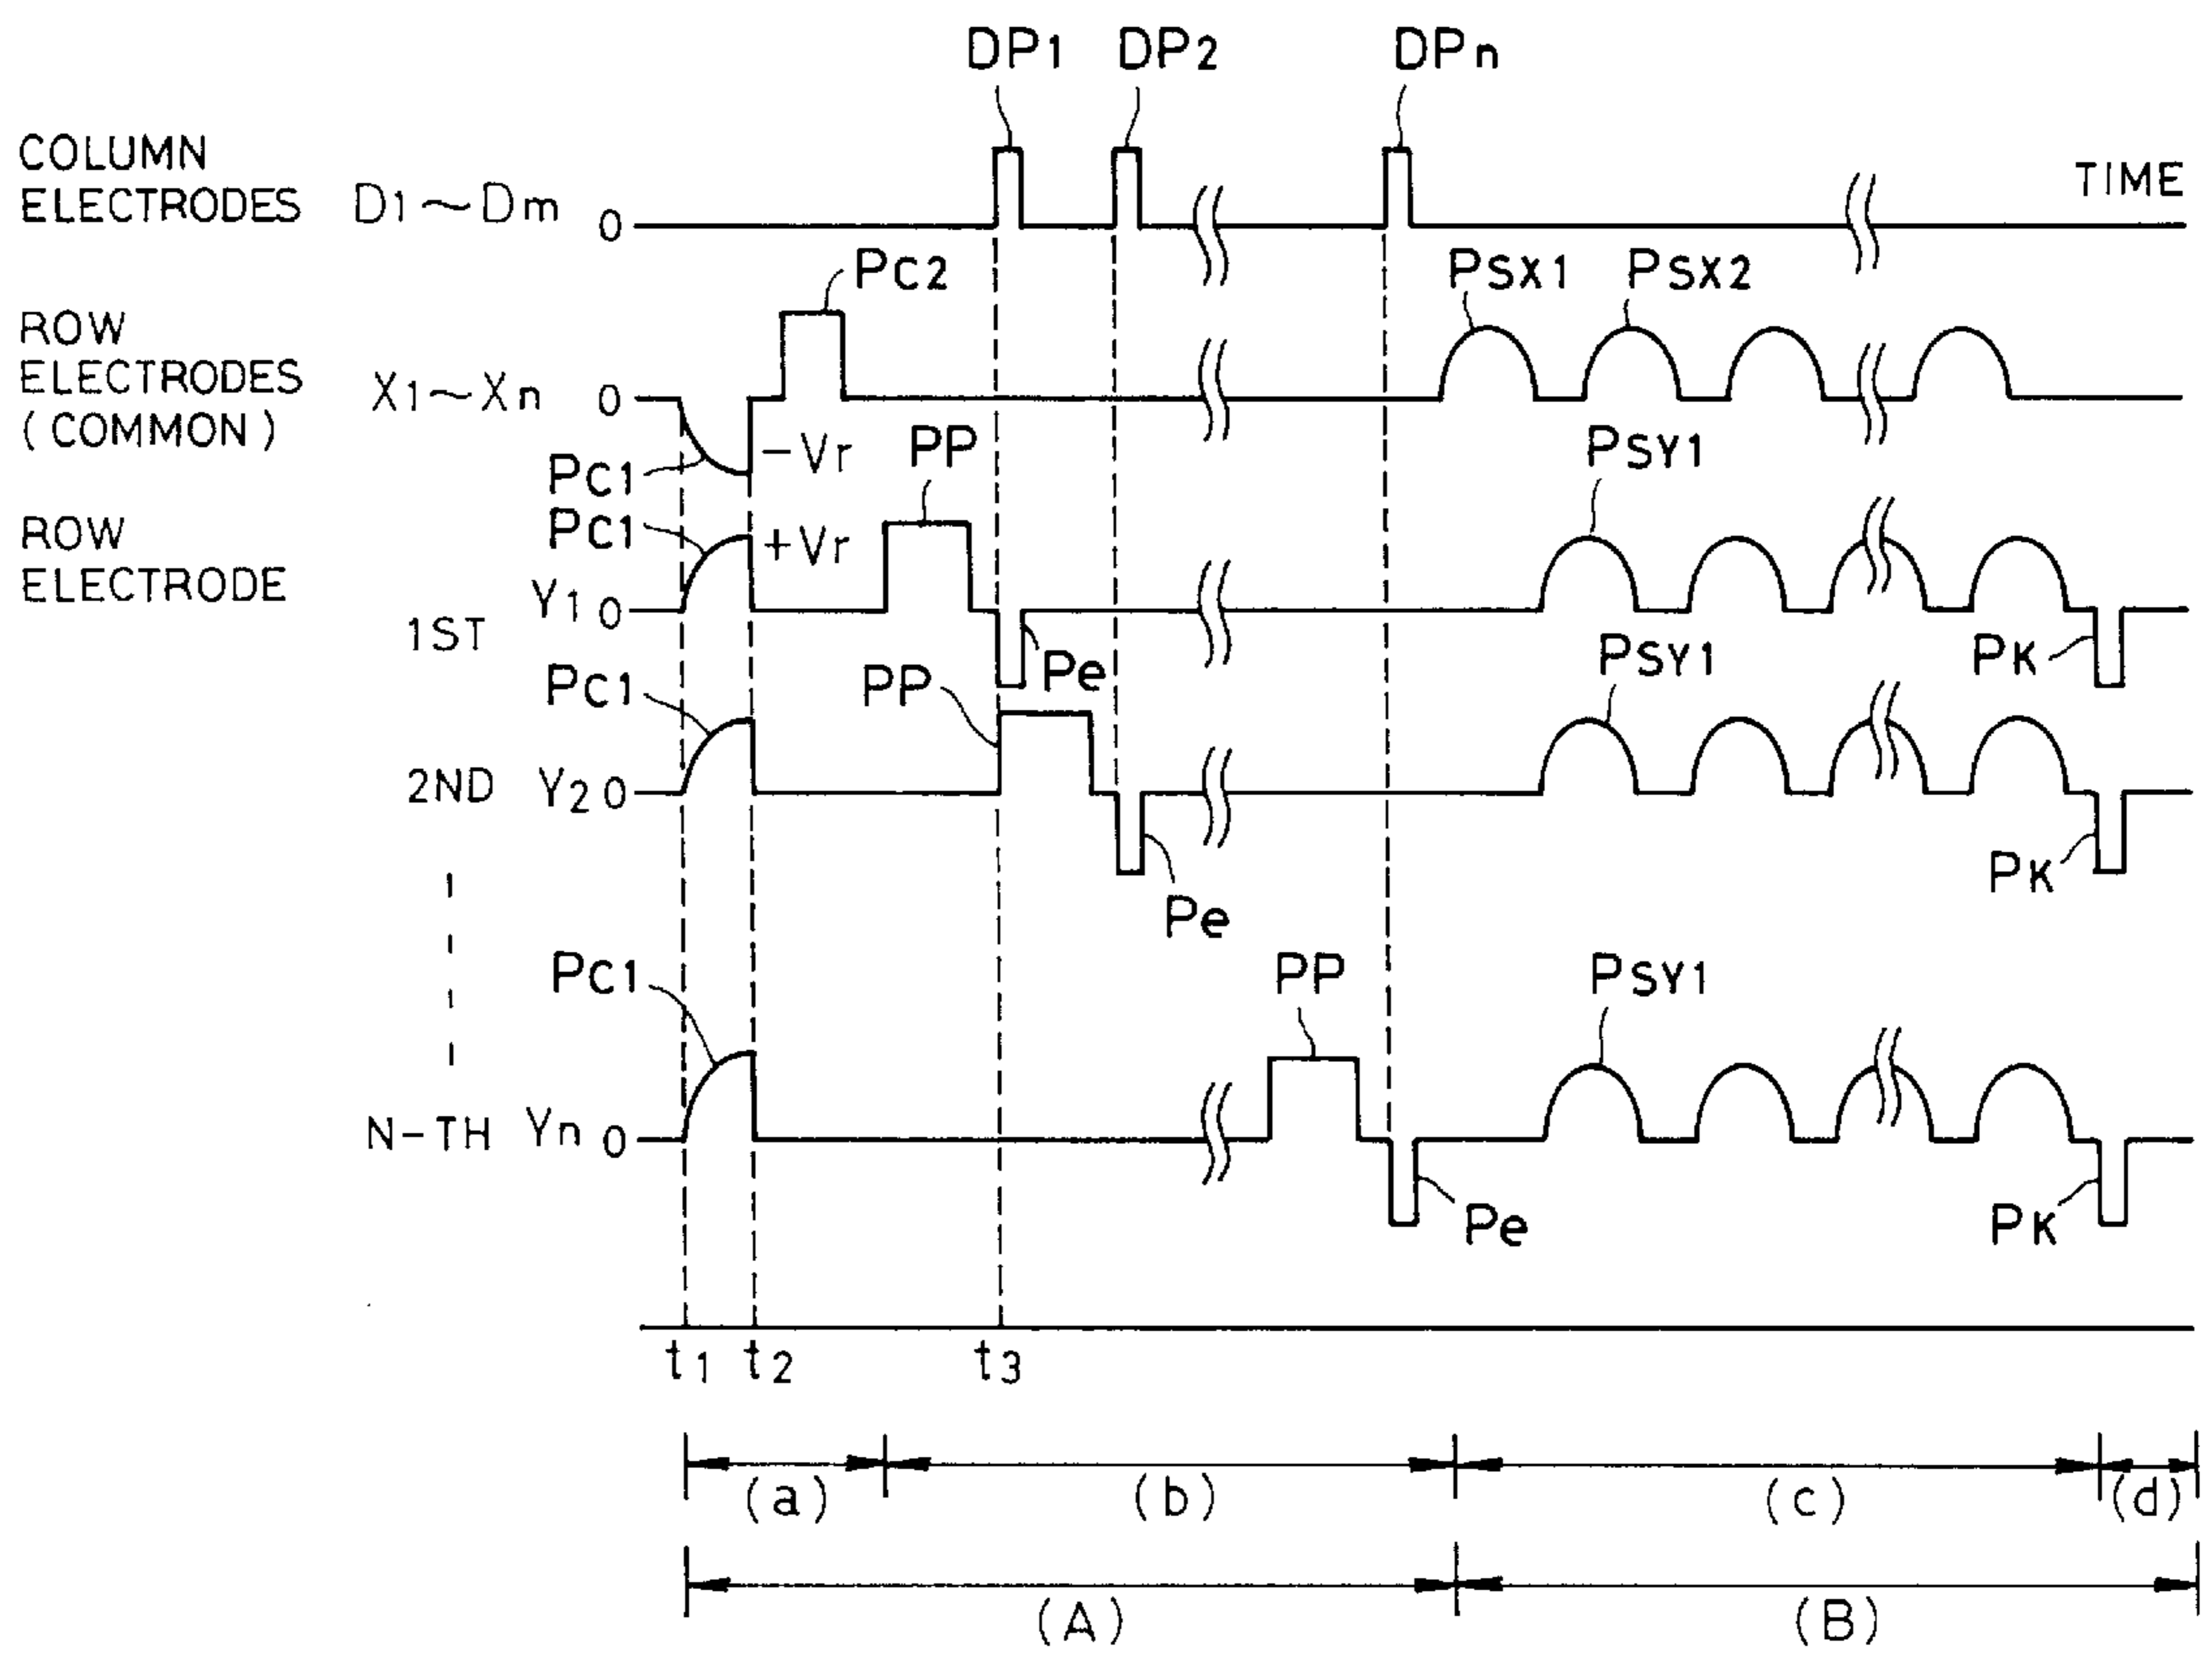 DP1 DP2 DPn
COLUMN
ELECTRODES D1~Dm 0 TIME
PC2 PSX1 PSX2
ROW
ELECTRODES
(COMMON) X1~Xn 0
PC1 -Vr PP PSY1
PC1 +Vr
ROW
ELECTRODE Y1 0
1ST Pe PSY1 PK
PC1 PP
2ND Y2 0
Pe PK
PC1 PP PSY1
N-TH Yn 0
Pe PK
t1 t2 t3
(a) (b) (c) (d)
(A) (B)